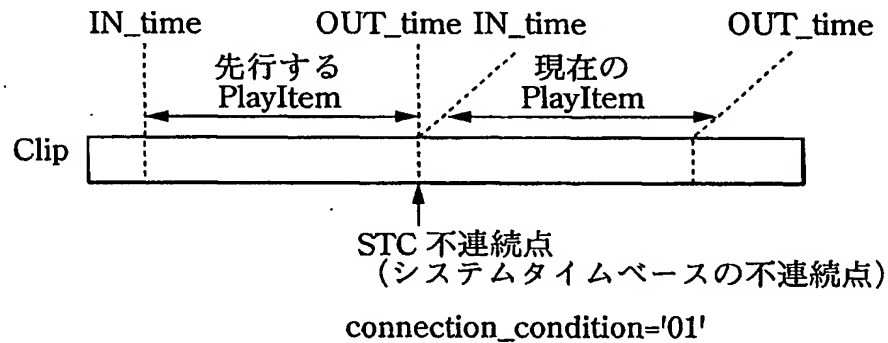 IN_time OUT_time IN_time OUT_time
先行する 現在の
PlayItem PlayItem
Clip
STC 不連続点
（システムタイムベースの不連続点）
connection_condition='01'